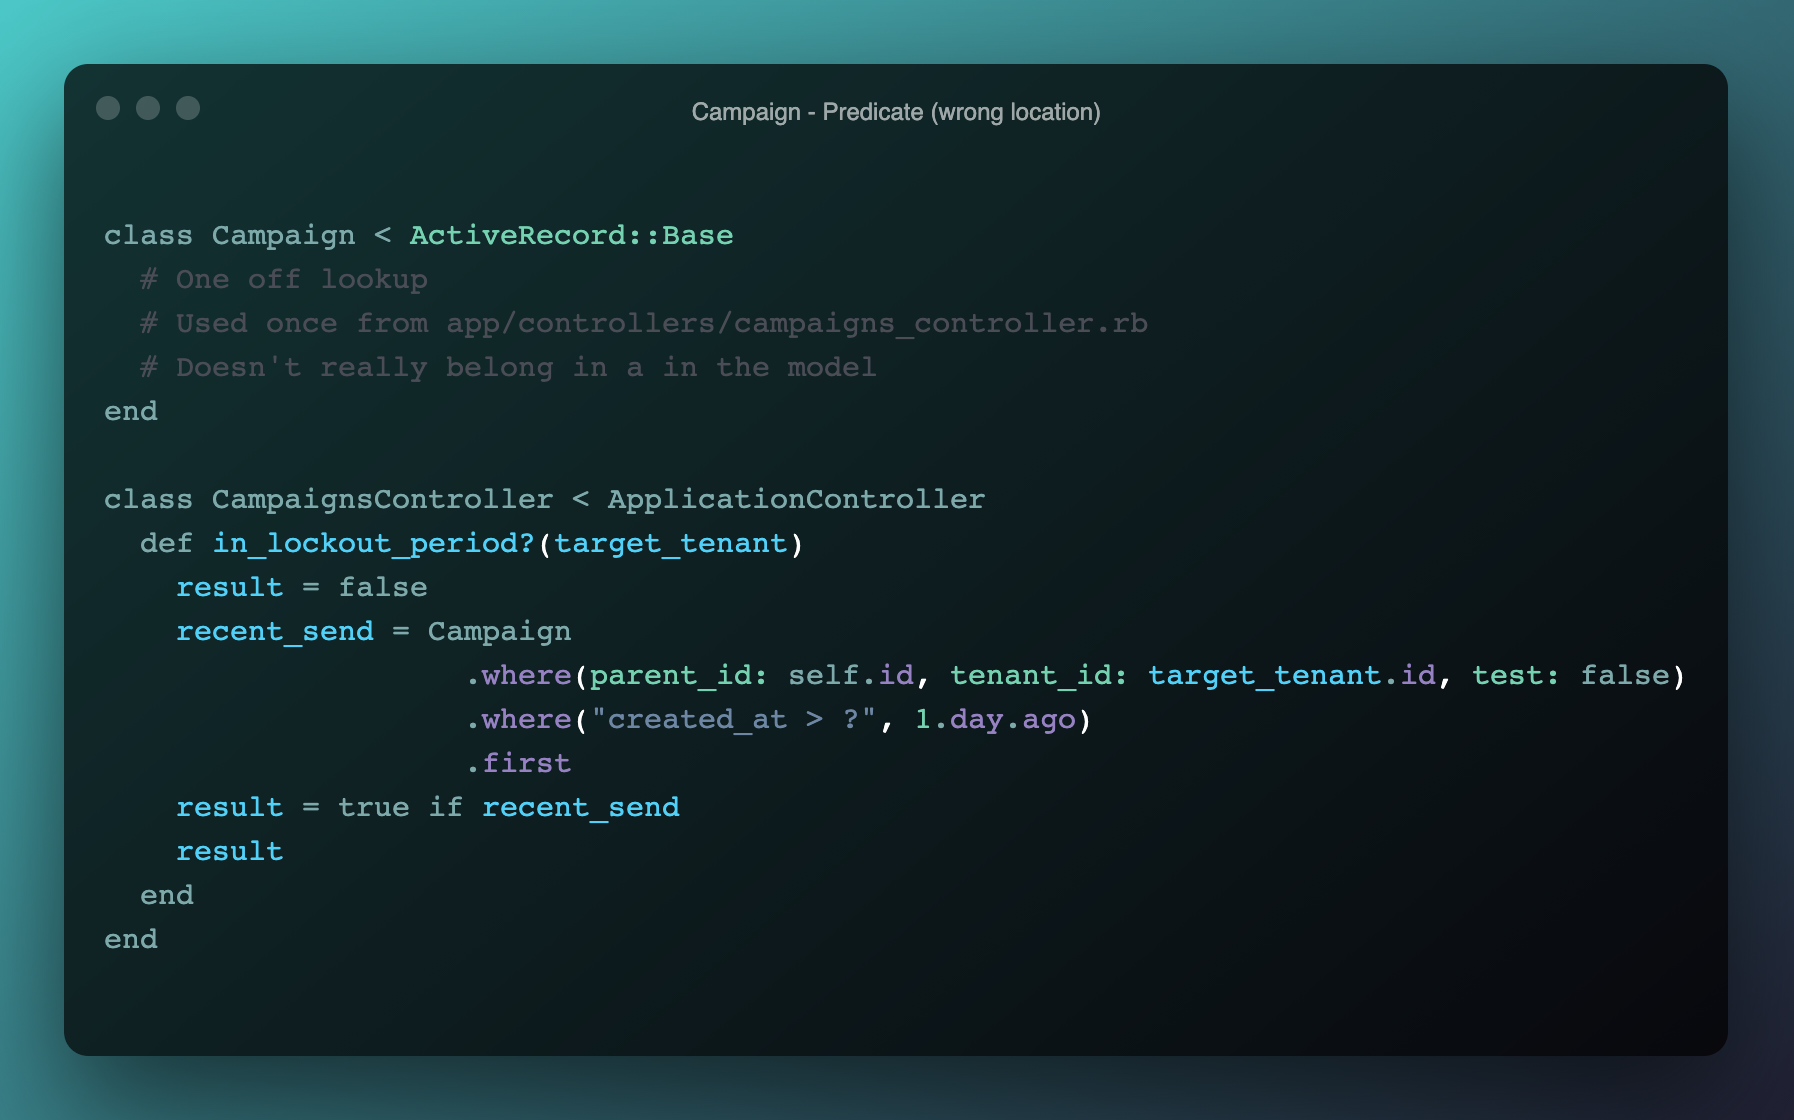 Campaign - Predicate (wrong location)
class Campaign < ActiveRecord::Base
  # One off lookup
  # Used once from app/controllers/campaigns_controller.rb
  # Doesn't really belong in a in the model
end

class CampaignsController < ApplicationController
  def in_lockout_period?(target_tenant)
    result = false
    recent_send = Campaign
                    .where(parent_id: self.id, tenant_id: target_tenant.id, test: false)
                    .where("created_at > ?", 1.day.ago)
                    .first
    result = true if recent_send
    result
  end
end